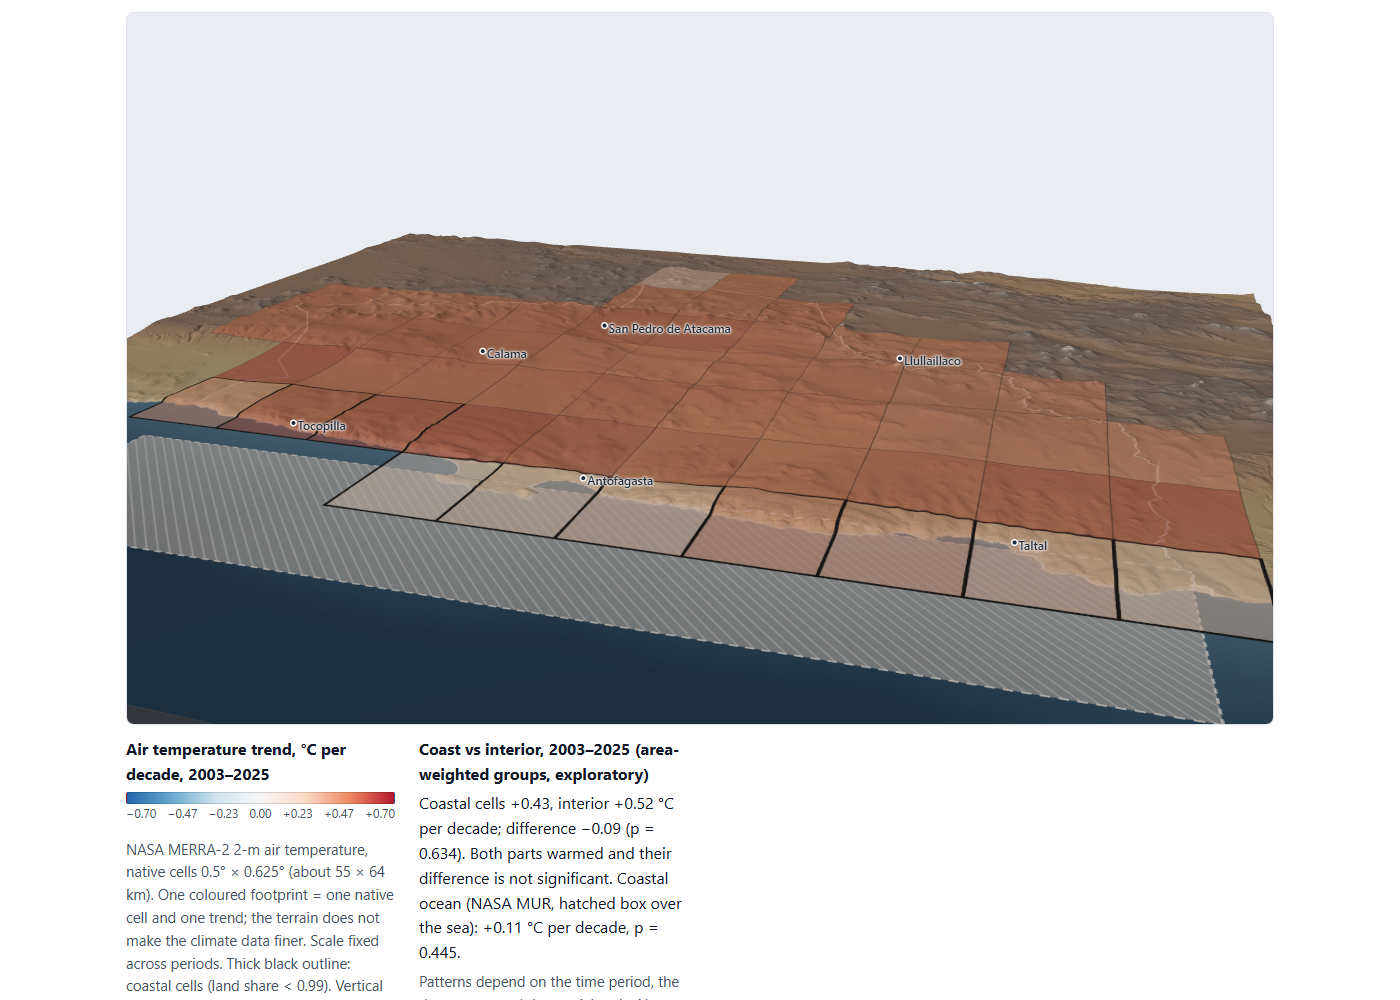 San Pedro de Atacama
Calama
Llullaillaco
Tocopilla
Antofagasta
Taltal
Air temperature trend, °C per
decade, 2003–2025
−0.70 −0.47 −0.23 0.00 +0.23 +0.47 +0.70
NASA MERRA-2 2-m air temperature,
native cells 0.5° × 0.625° (about 55 × 64
km). One coloured footprint = one native
cell and one trend; the terrain does not
make the climate data finer. Scale fixed
across periods. Thick black outline:
coastal cells (land share < 0.99). Vertical
Coast vs interior, 2003–2025 (area-
weighted groups, exploratory)
Coastal cells +0.43, interior +0.52 °C
per decade; difference −0.09 (p =
0.634). Both parts warmed and their
difference is not significant. Coastal
ocean (NASA MUR, hatched box over
the sea): +0.11 °C per decade, p =
0.445.
Patterns depend on the time period, the